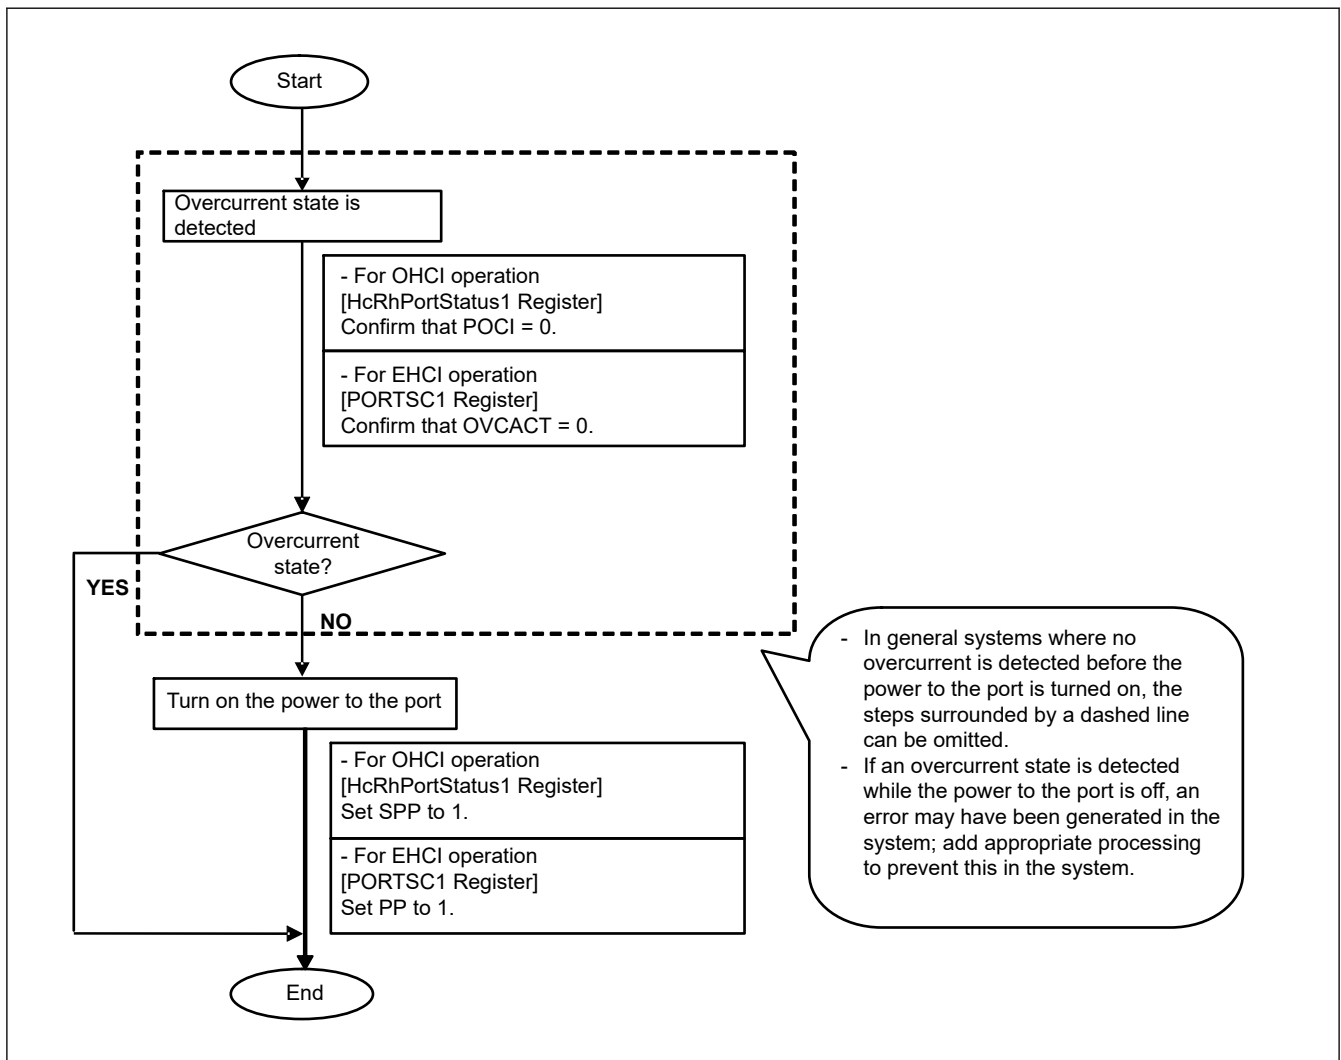 Start
Overcurrent state is
detected
- For OHCI operation
[HcRhPortStatus1 Register]
Confirm that POCI = 0.
- For EHCI operation
[PORTSC1 Register]
Confirm that OVCACT = 0.
Overcurrent
state?
YES
NO
Turn on the power to the port
- For OHCI operation
[HcRhPortStatus1 Register]
Set SPP to 1.
- For EHCI operation
[PORTSC1 Register]
Set PP to 1.
End
- In general systems where no
overcurrent is detected before the
power to the port is turned on, the
steps surrounded by a dashed line
can be omitted.
- If an overcurrent state is detected
while the power to the port is off, an
error may have been generated in the
system; add appropriate processing
to prevent this in the system.